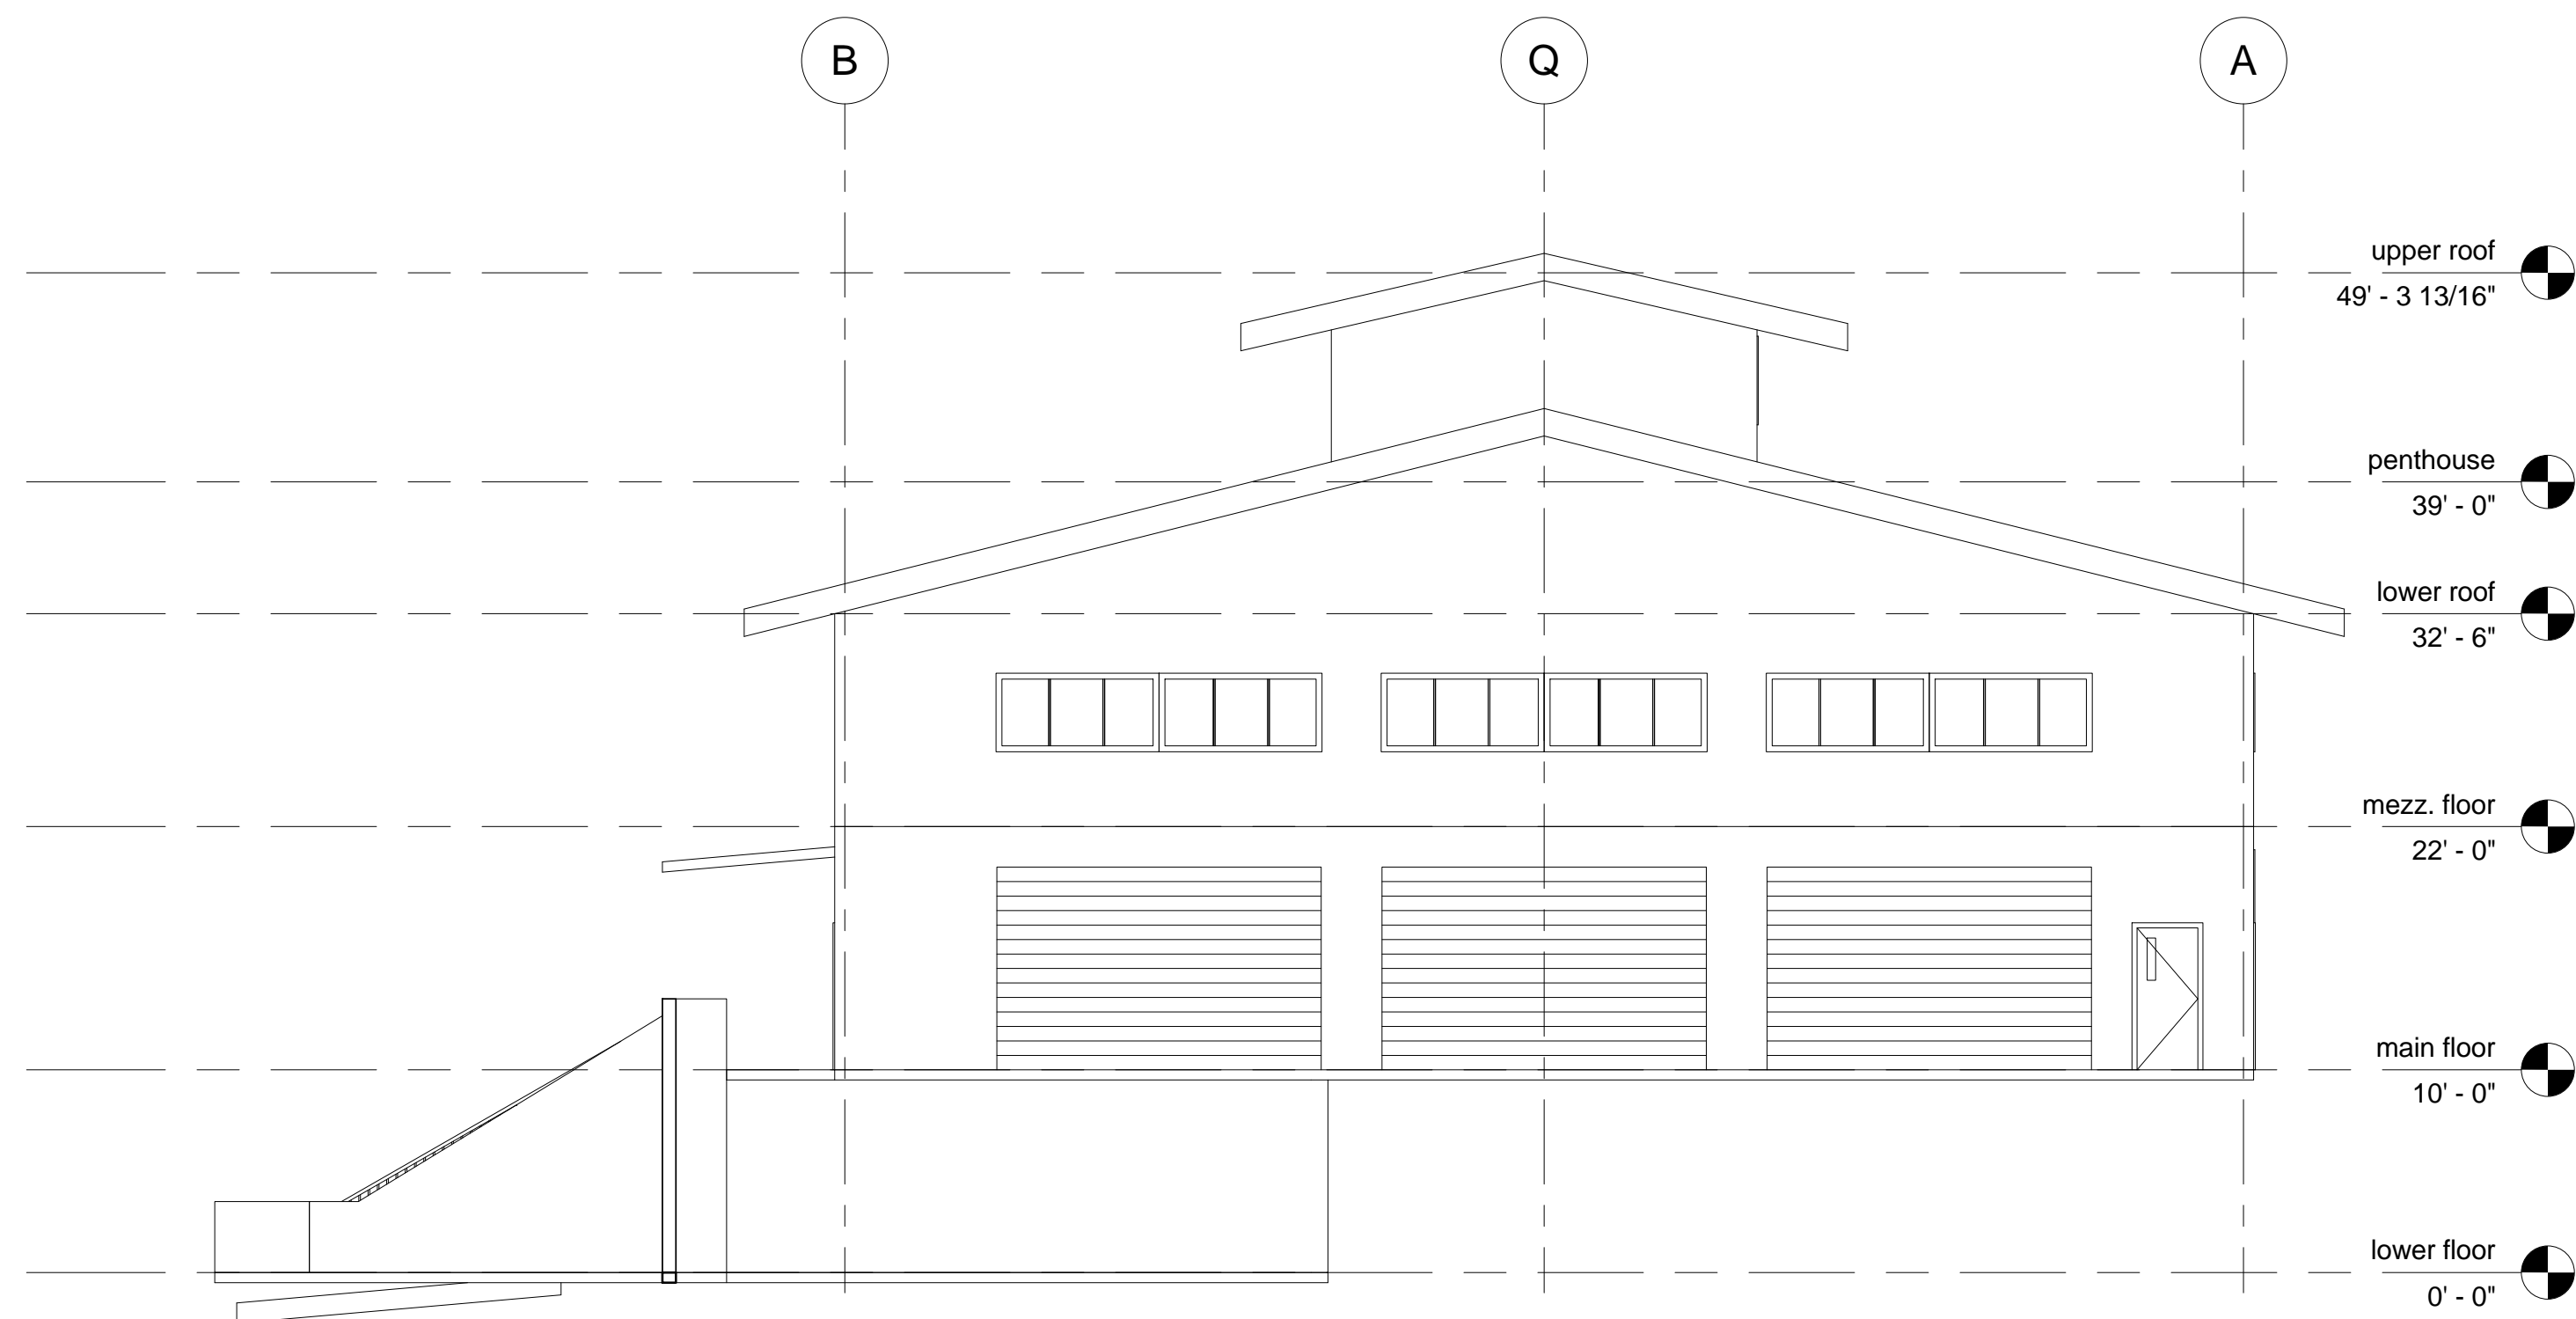 B
Q
A
upper roof
49' - 3 13/16"
penthouse
39' - 0"
lower roof
32' - 6"
mezz. floor
22' - 0"
main floor
10' - 0"
lower floor
0' - 0"